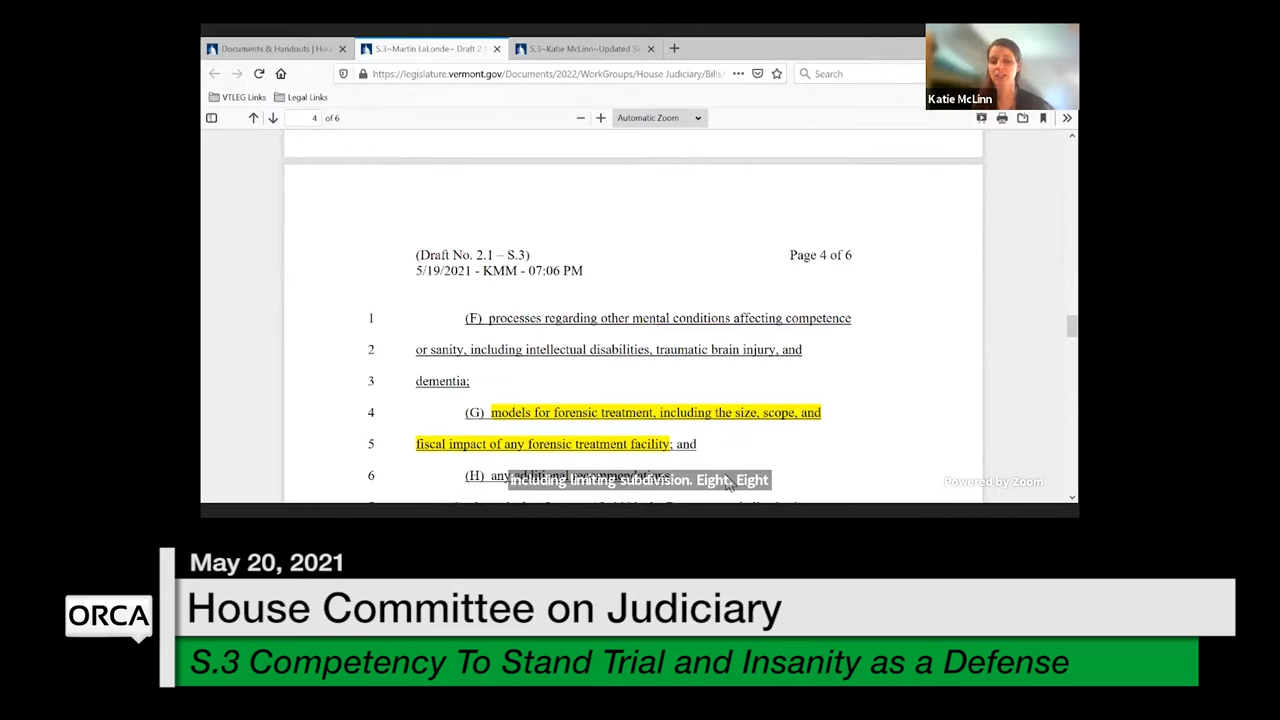 Documents & Handouts | Hou
S.3~Martin LaLonde~ Draft 2.1
S.3~Katie McLinn~Updated Se
https://legislature.vermont.gov/Documents/2022/WorkGroups/House Judiciary/Bills/
Search
VTLEG Links
Legal Links
4 of 6
Automatic Zoom
Katie McLinn
(Draft No. 2.1 – S.3)
Page 4 of 6
5/19/2021 - KMM - 07:06 PM
1 (F) processes regarding other mental conditions affecting competence
2 or sanity, including intellectual disabilities, traumatic brain injury, and
3 dementia;
4 (G) models for forensic treatment, including the size, scope, and
5 fiscal impact of any forensic treatment facility; and
6 (H) any additional recommendations
including limiting subdivision. Eight, Eight
Powered by Zoom
May 20, 2021
ORCA
House Committee on Judiciary
S.3 Competency To Stand Trial and Insanity as a Defense